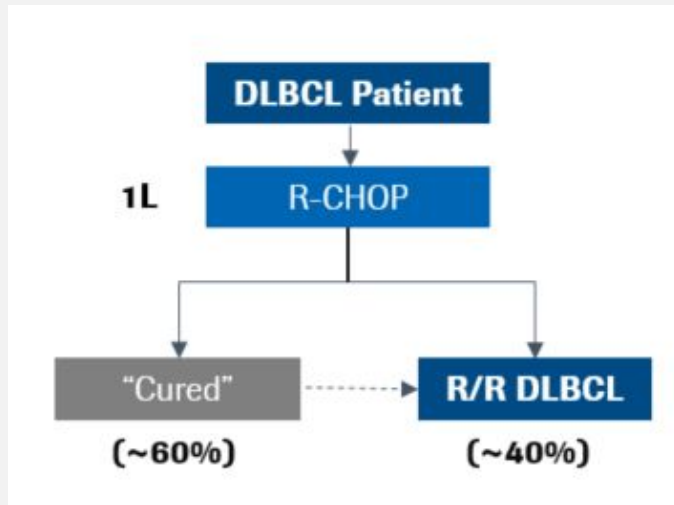 DLBCL Patient
1L
R-CHOP
“Cured”
R/R DLBCL
(~60%)
(~40%)